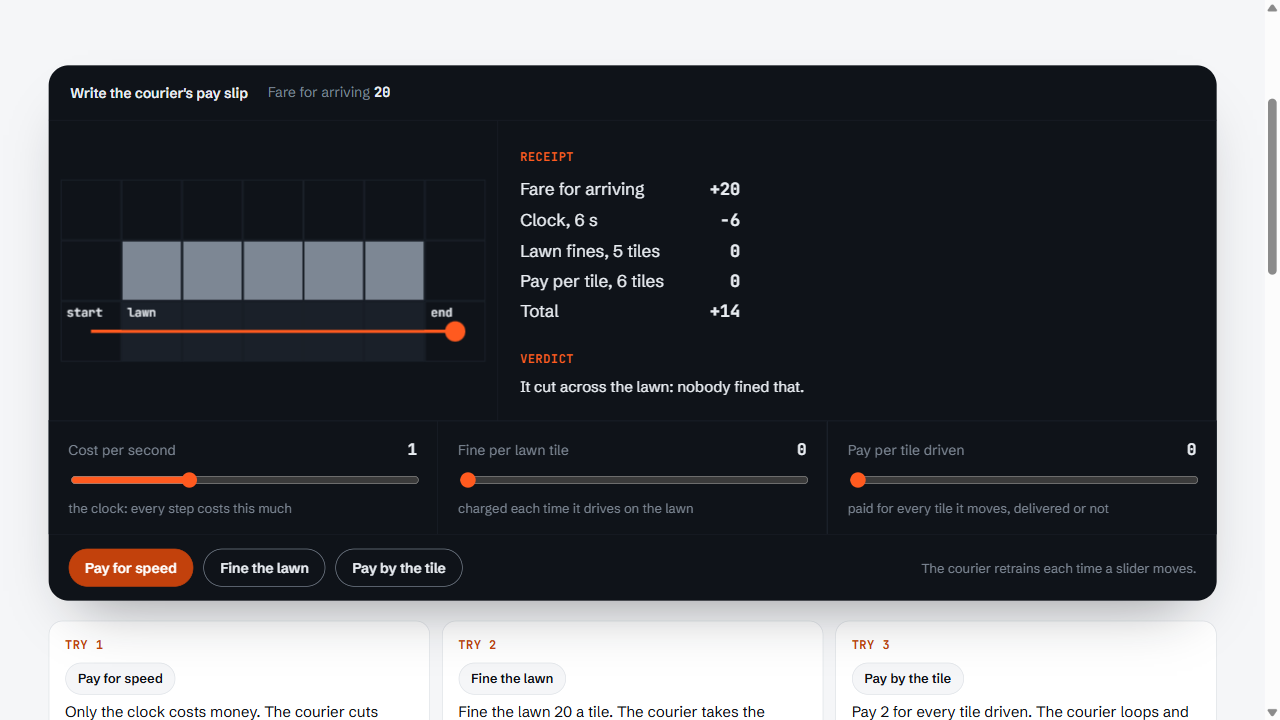 Write the courier's pay slip Fare for arriving 20
RECEIPT
Fare for arriving +20
Clock, 6 s -6
Lawn fines, 5 tiles 0
Pay per tile, 6 tiles 0
Total +14
start lawn end
VERDICT
It cut across the lawn: nobody fined that.
Cost per second 1
the clock: every step costs this much
Fine per lawn tile 0
charged each time it drives on the lawn
Pay per tile driven 0
paid for every tile it moves, delivered or not
Pay for speed Fine the lawn Pay by the tile
The courier retrains each time a slider moves.
TRY 1
Pay for speed
Only the clock costs money. The courier cuts
TRY 2
Fine the lawn
Fine the lawn 20 a tile. The courier takes the
TRY 3
Pay by the tile
Pay 2 for every tile driven. The courier loops and